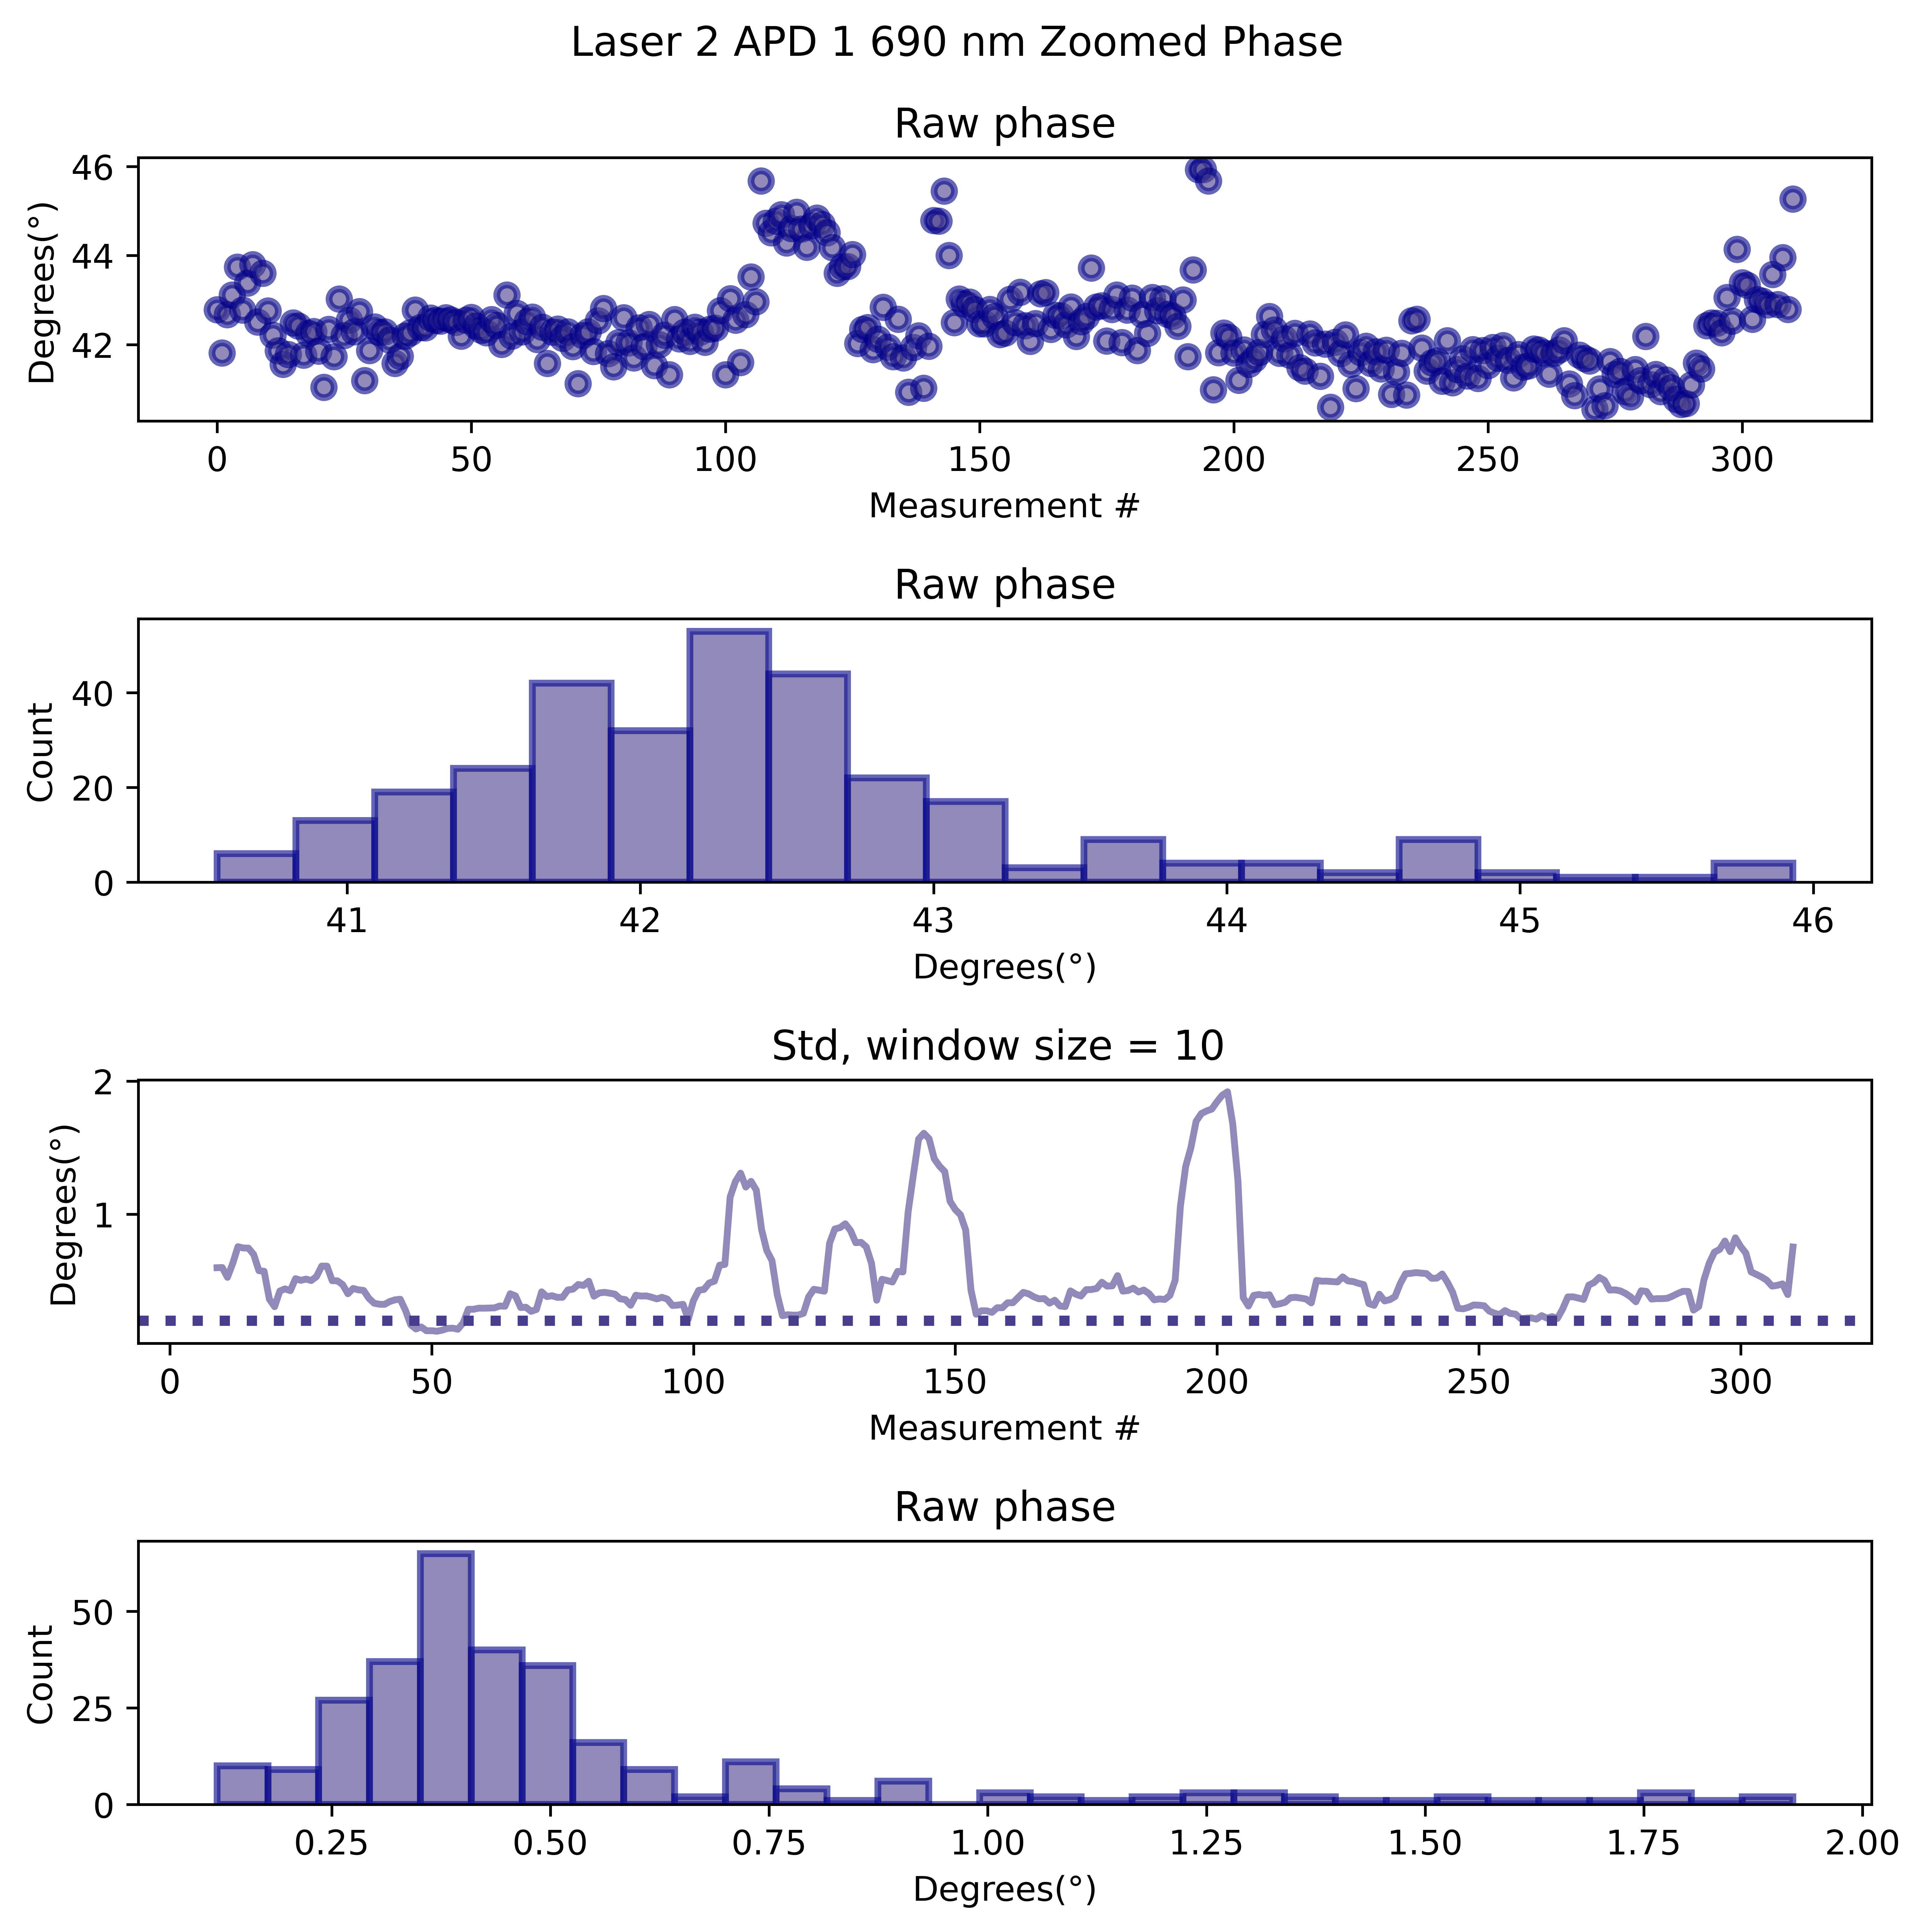 Laser 2 APD 1 690 nm Zoomed Phase
Raw phase
46
44
42
Degrees(°)
0 50 100 150 200 250 300
Measurement #
Raw phase
40
20
0
Count
41 42 43 44 45 46
Degrees(°)
Std, window size = 10
2
1
Degrees(°)
0 50 100 150 200 250 300
Measurement #
Raw phase
50
25
0
Count
0.25 0.50 0.75 1.00 1.25 1.50 1.75 2.00
Degrees(°)